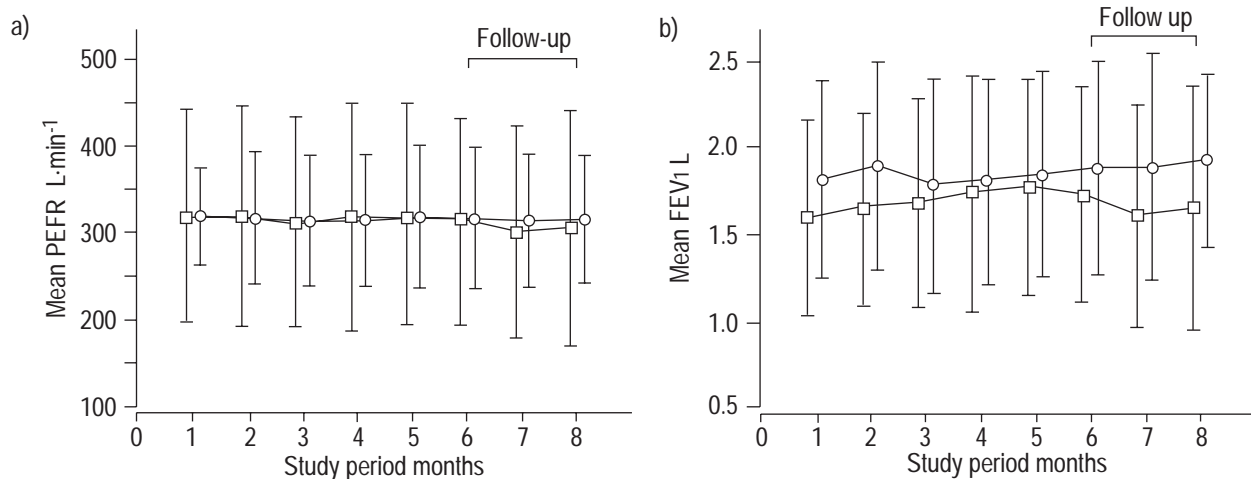 a)
Follow-up
500
400
300
200
100
Mean PEFR L·min-1
0 1 2 3 4 5 6 7 8
Study period months
b)
Follow up
2.5
2.0
1.5
1.0
0.5
Mean FEV1 L
0 1 2 3 4 5 6 7 8
Study period months